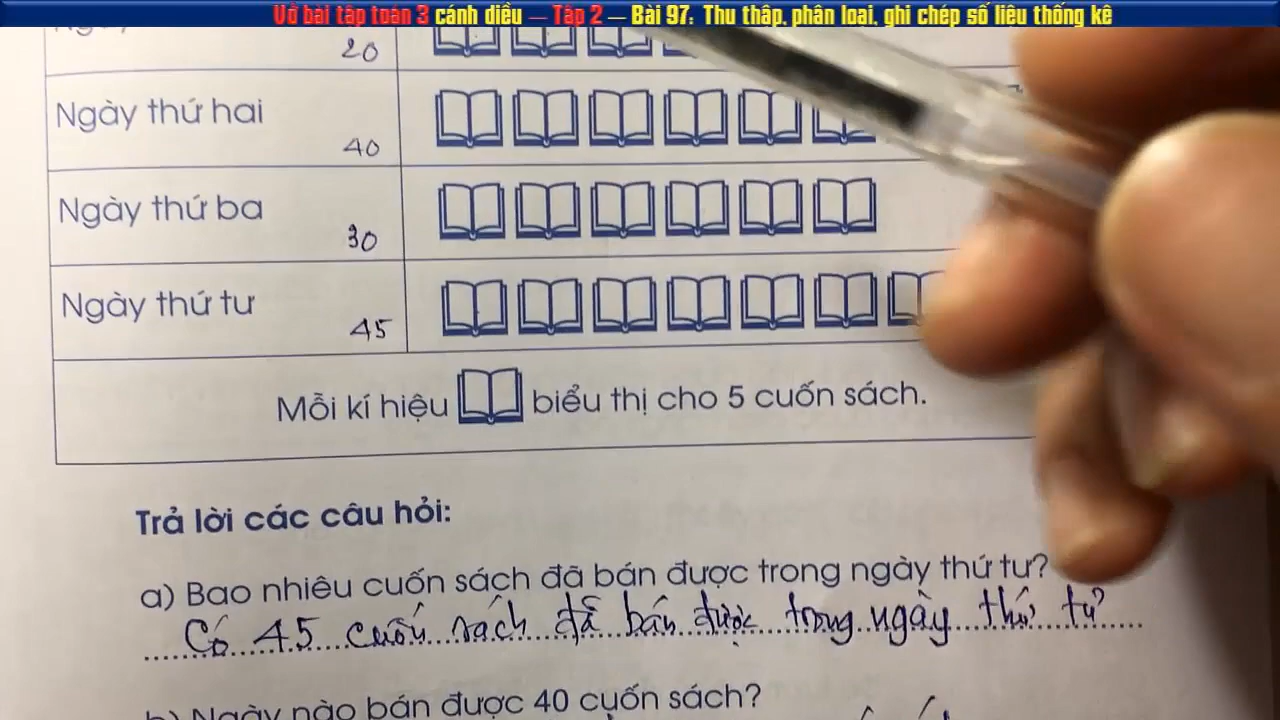 Vở bài tập toán 3 cánh diều – Tập 2 – Bài 97: Thu thập, phân loại, ghi chép số liệu thống kê
20
Ngày thứ hai
40
Ngày thứ ba
30
Ngày thứ tư
45
Mỗi kí hiệu biểu thị cho 5 cuốn sách.
Trả lời các câu hỏi:
a) Bao nhiêu cuốn sách đã bán được trong ngày thứ tư?
Có 45 cuốn sách đã bán được trong ngày thứ tư?
b) Ngày nào bán được 40 cuốn sách?